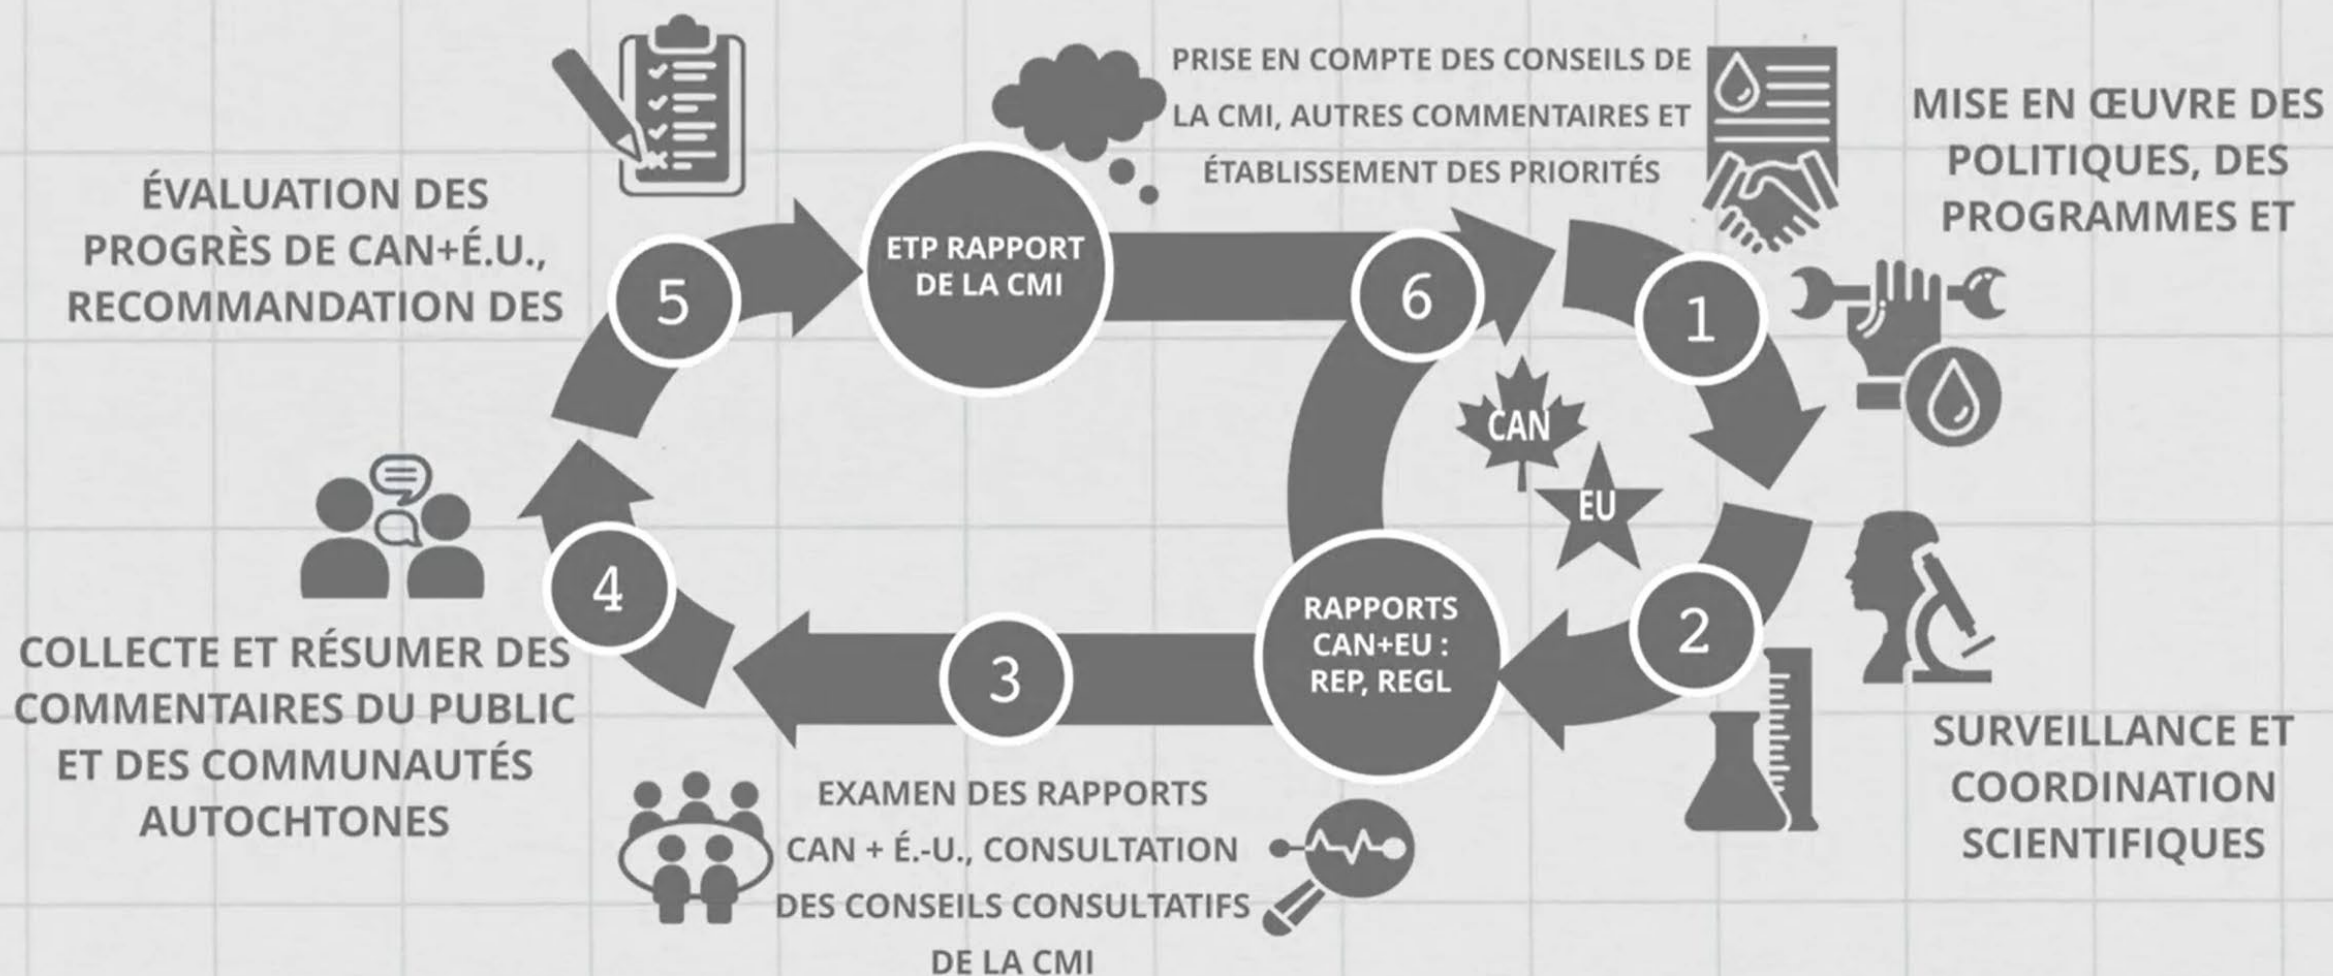 PRISE EN COMPTE DES CONSEILS DE
LA CMI, AUTRES COMMENTAIRES ET
ÉTABLISSEMENT DES PRIORITÉS
MISE EN ŒUVRE DES
POLITIQUES, DES
PROGRAMMES ET
ÉVALUATION DES
PROGRÈS DE CAN+É.U.,
RECOMMANDATION DES
5
ETP RAPPORT
DE LA CMI
6
1
CAN
EU
4
COLLECTE ET RÉSUMER DES
COMMENTAIRES DU PUBLIC
ET DES COMMUNAUTÉS
AUTOCHTONES
3
RAPPORTS
CAN+EU :
REP, REGL
2
SURVEILLANCE ET
COORDINATION
SCIENTIFIQUES
EXAMEN DES RAPPORTS
CAN + É.-U., CONSULTATION
DES CONSEILS CONSULTATIFS
DE LA CMI